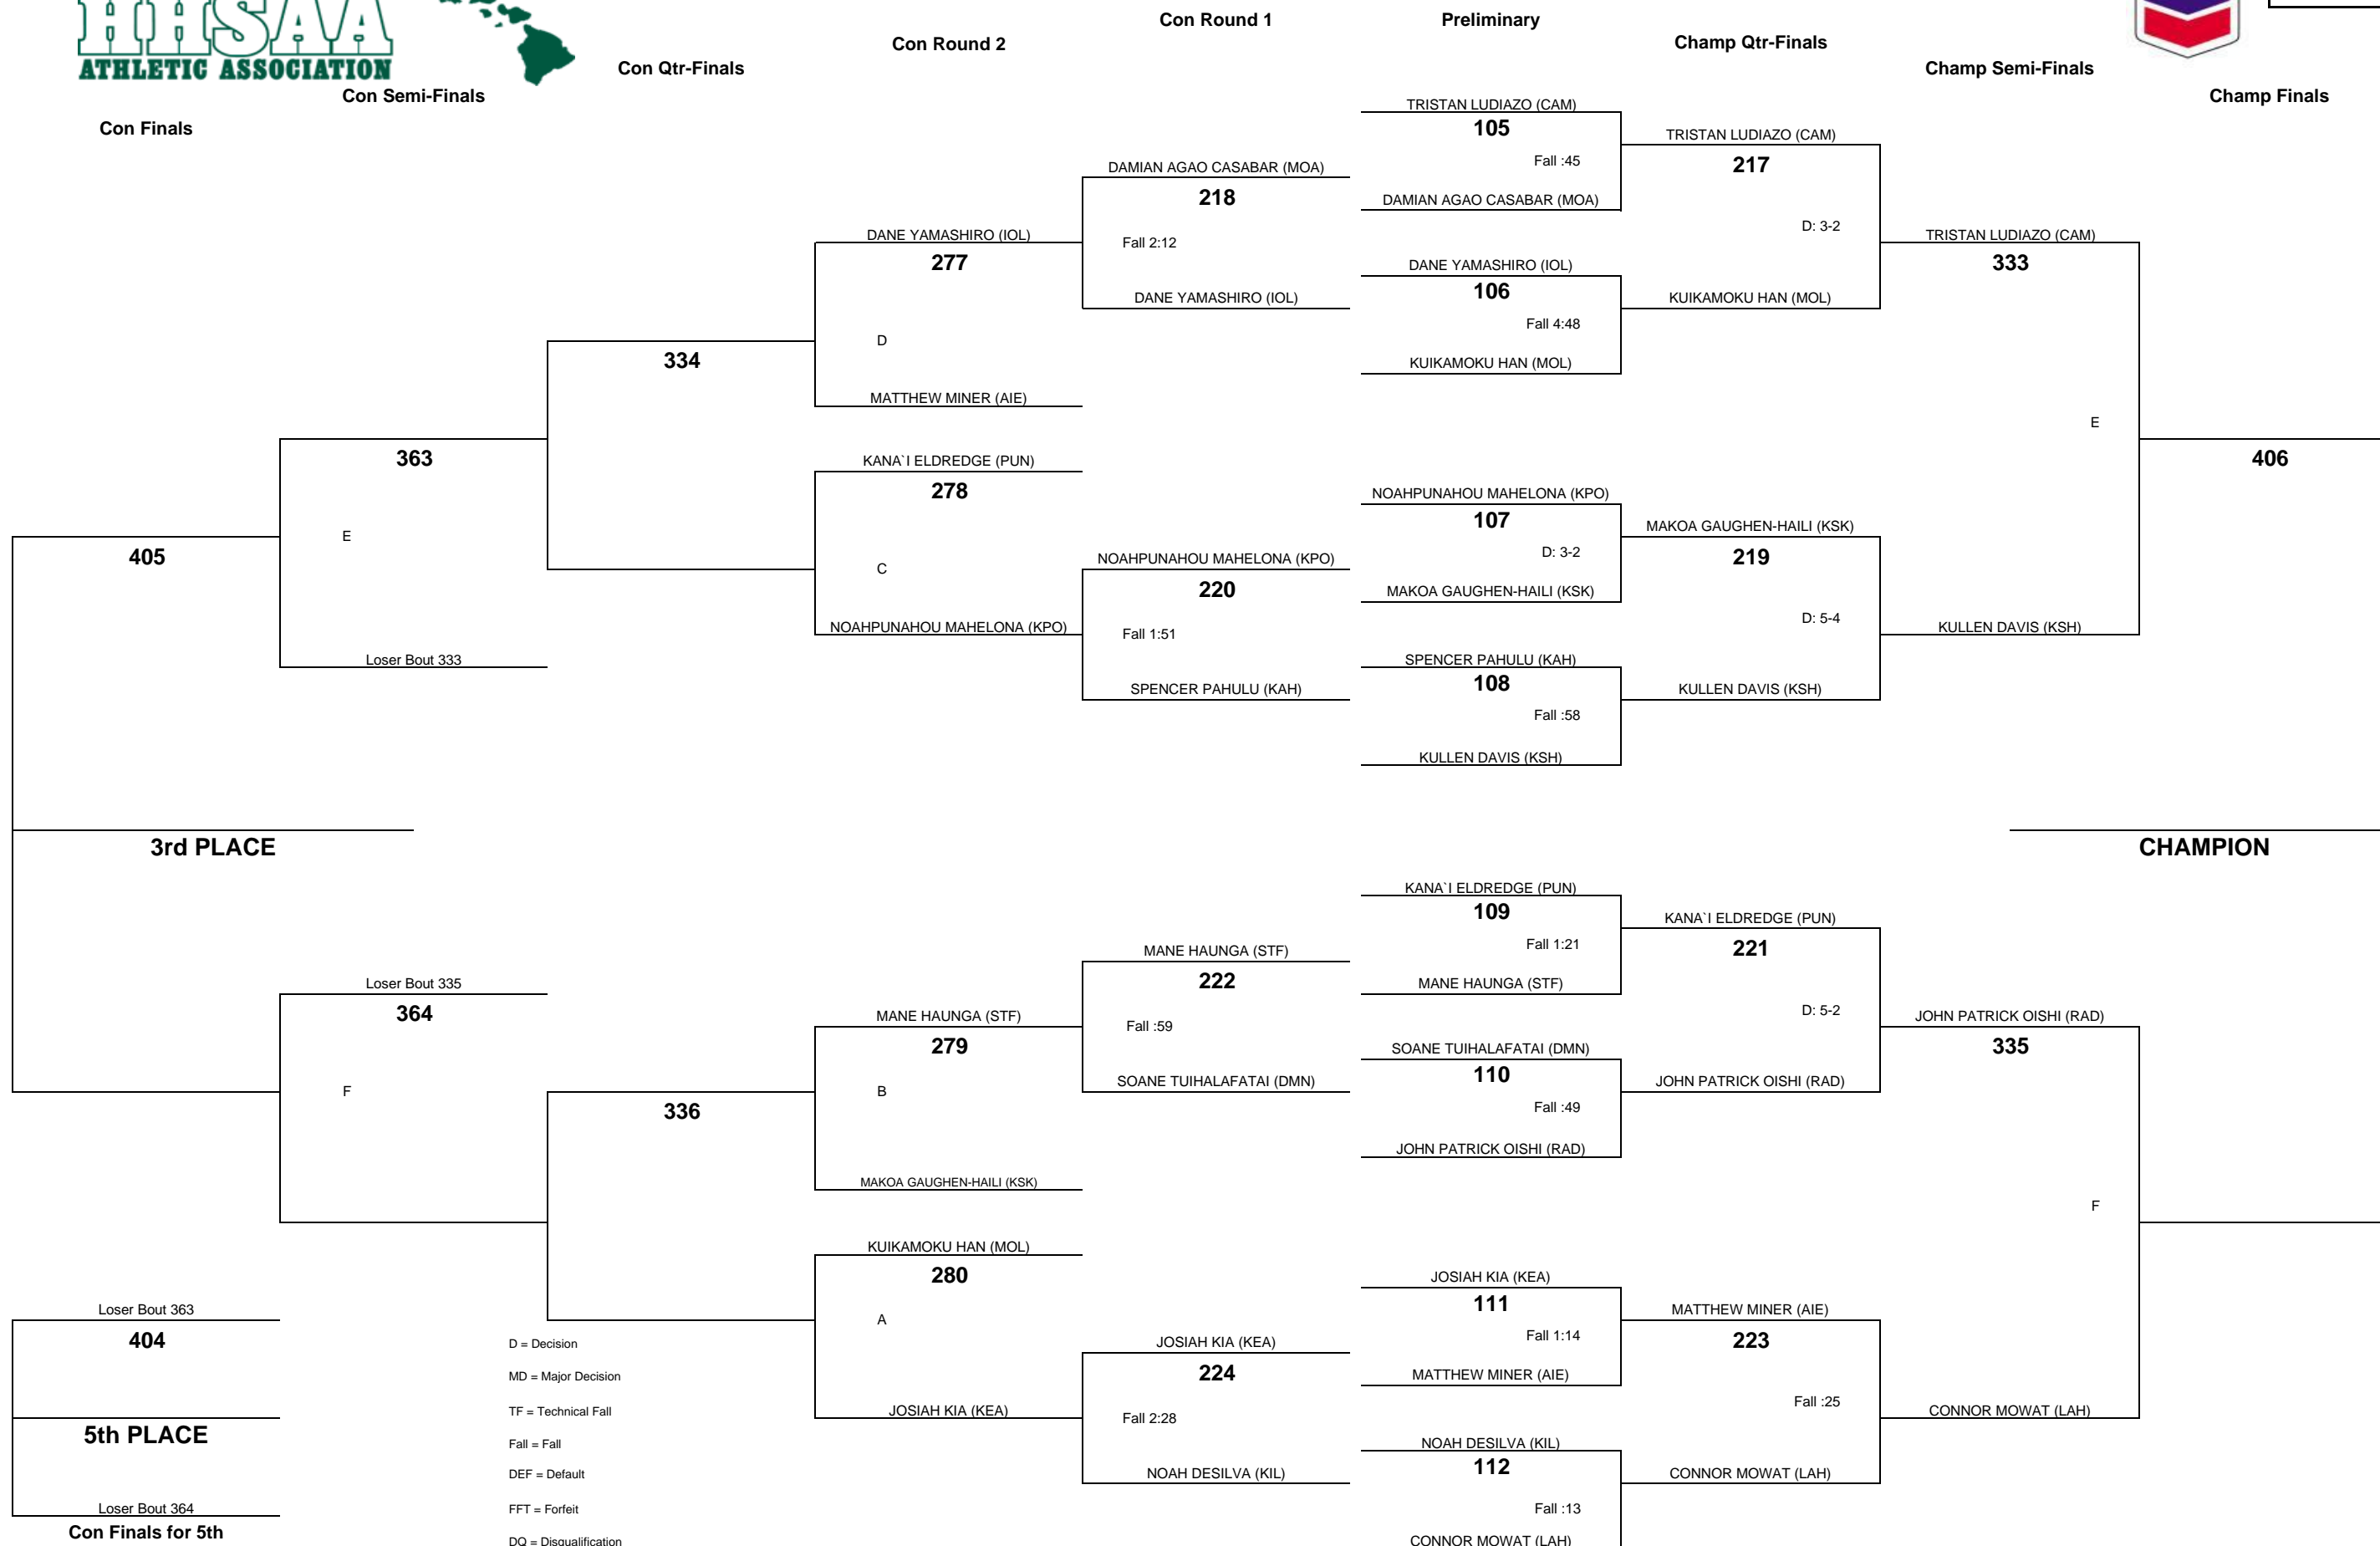 HHSAA
ATHLETIC ASSOCIATION
Con Finals
Con Semi-Finals
Con Qtr-Finals
Con Round 2
Con Round 1
Preliminary
Champ Qtr-Finals
Champ Semi-Finals
Champ Finals
TRISTAN LUDIAZO (CAM)
105
Fall :45
DAMIAN AGAO CASABAR (MOA)
DANE YAMASHIRO (IOL)
106
Fall 4:48
KUIKAMOKU HAN (MOL)
NOAHPUNAHOU MAHELONA (KPO)
107
D: 3-2
MAKOA GAUGHEN-HAILI (KSK)
SPENCER PAHULU (KAH)
108
Fall :58
KULLEN DAVIS (KSH)
KANA`I ELDREDGE (PUN)
109
Fall 1:21
MANE HAUNGA (STF)
SOANE TUIHALAFATAI (DMN)
110
Fall :49
JOHN PATRICK OISHI (RAD)
JOSIAH KIA (KEA)
111
Fall 1:14
MATTHEW MINER (AIE)
NOAH DESILVA (KIL)
112
Fall :13
CONNOR MOWAT (LAH)
TRISTAN LUDIAZO (CAM)
217
D: 3-2
KUIKAMOKU HAN (MOL)
MAKOA GAUGHEN-HAILI (KSK)
219
D: 5-4
KULLEN DAVIS (KSH)
KANA`I ELDREDGE (PUN)
221
D: 5-2
JOHN PATRICK OISHI (RAD)
MATTHEW MINER (AIE)
223
Fall :25
CONNOR MOWAT (LAH)
TRISTAN LUDIAZO (CAM)
333
E
KULLEN DAVIS (KSH)
JOHN PATRICK OISHI (RAD)
335
F
CONNOR MOWAT (LAH)
406
CHAMPION
DAMIAN AGAO CASABAR (MOA)
218
Fall 2:12
DANE YAMASHIRO (IOL)
NOAHPUNAHOU MAHELONA (KPO)
220
Fall 1:51
SPENCER PAHULU (KAH)
MANE HAUNGA (STF)
222
Fall :59
SOANE TUIHALAFATAI (DMN)
JOSIAH KIA (KEA)
224
Fall 2:28
NOAH DESILVA (KIL)
DANE YAMASHIRO (IOL)
277
D
MATTHEW MINER (AIE)
KANA`I ELDREDGE (PUN)
278
C
NOAHPUNAHOU MAHELONA (KPO)
MANE HAUNGA (STF)
279
B
MAKOA GAUGHEN-HAILI (KSK)
KUIKAMOKU HAN (MOL)
280
A
JOSIAH KIA (KEA)
334
336
363
E
Loser Bout 333
Loser Bout 335
364
F
405
3rd PLACE
Loser Bout 363
404
5th PLACE
Loser Bout 364
Con Finals for 5th
D = Decision
MD = Major Decision
TF = Technical Fall
Fall = Fall
DEF = Default
FFT = Forfeit
DQ = Disqualification